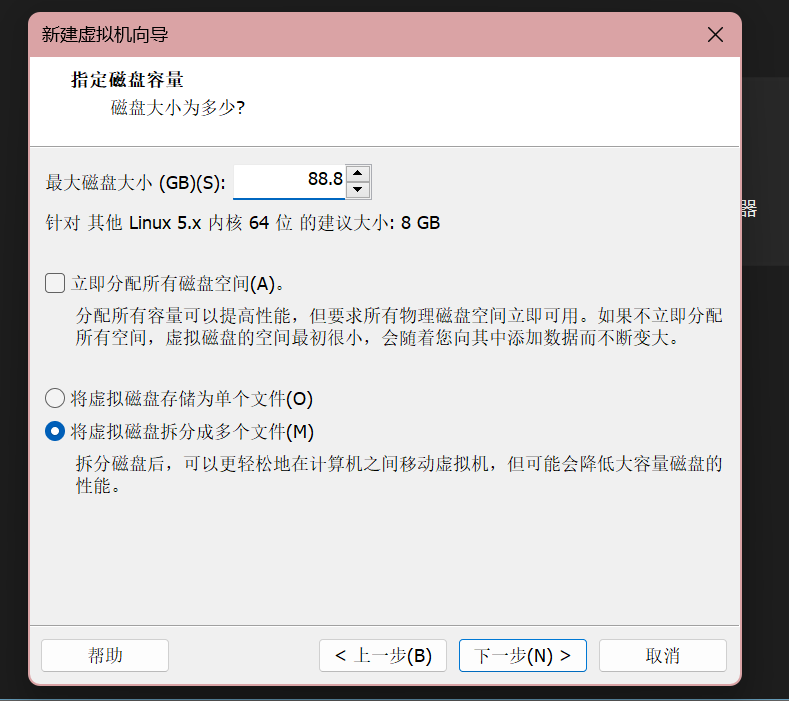 新建虚拟机向导
指定磁盘容量
磁盘大小为多少?
最大磁盘大小 (GB)(S): 88.8
针对 其他 Linux 5.x 内核 64 位 的建议大小: 8 GB
器
立即分配所有磁盘空间(A)。
分配所有容量可以提高性能，但要求所有物理磁盘空间立即可用。如果不立即分配
所有空间，虚拟磁盘的空间最初很小，会随着您向其中添加数据而不断变大。
将虚拟磁盘存储为单个文件(O)
将虚拟磁盘拆分成多个文件(M)
拆分磁盘后，可以更轻松地在计算机之间移动虚拟机，但可能会降低大容量磁盘的
性能。
帮助 < 上一步(B) 下一步(N) > 取消